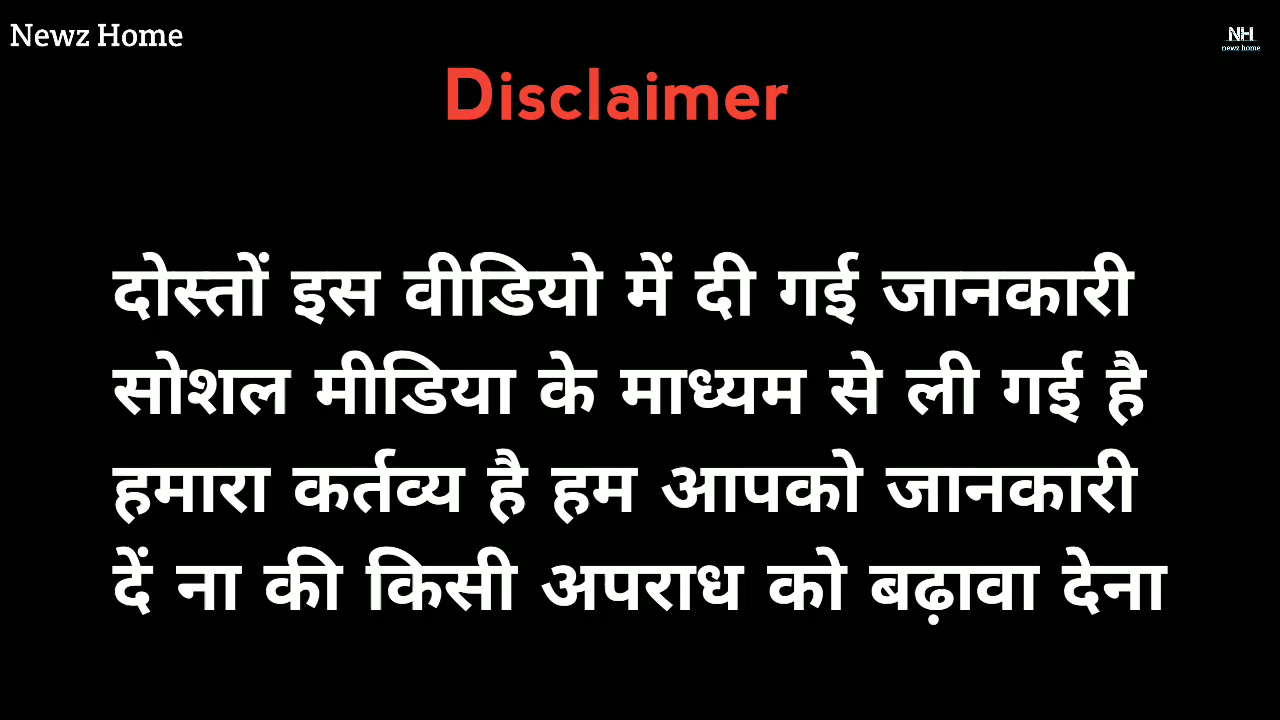 Newz Home
NH
newz home
Disclaimer
दोस्तों इस वीडियो में दी गई जानकारी
सोशल मीडिया के माध्यम से ली गई है
हमारा कर्तव्य है हम आपको जानकारी
दें ना की किसी अपराध को बढ़ावा देना